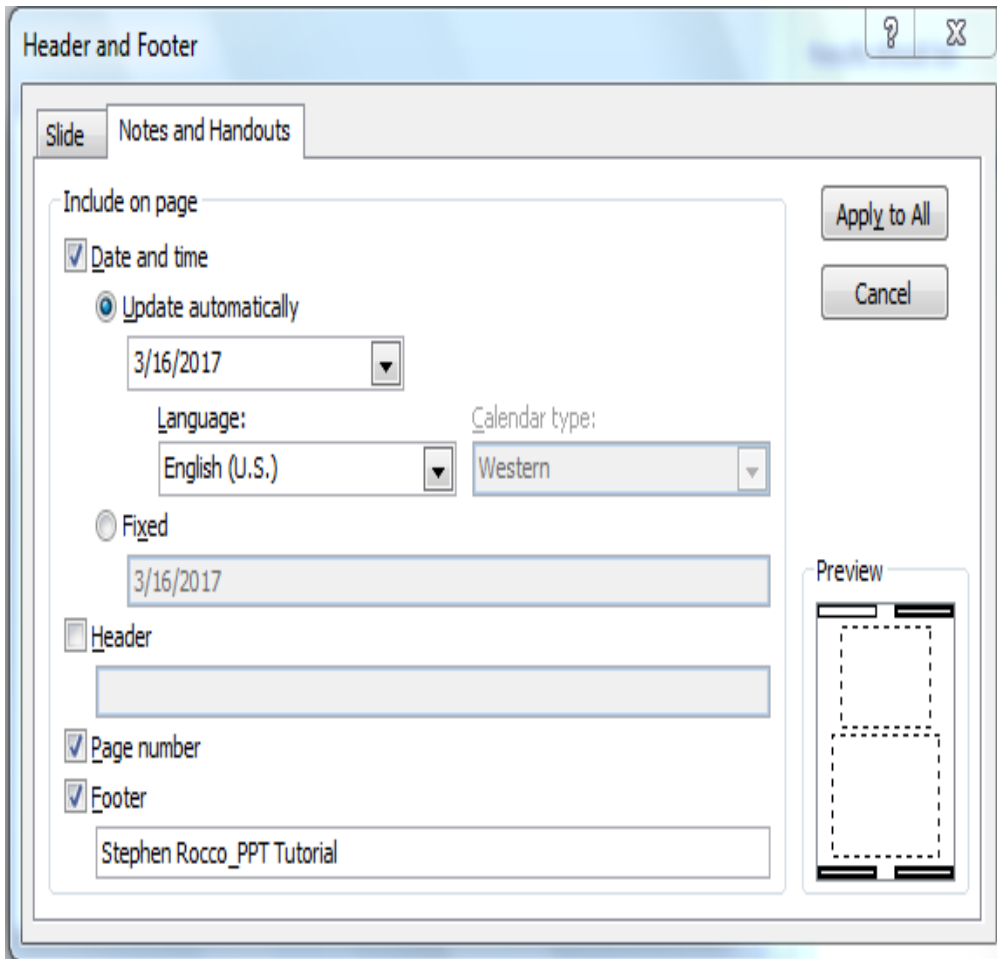 Header and Footer
Slide
Notes and Handouts
Include on page
Date and time
Update automatically
3/16/2017
Language:
Calendar type:
English (U.S.)
Western
Fixed
3/16/2017
Header
Page number
Footer
Stephen Rocco_PPT Tutorial
Apply to All
Cancel
Preview